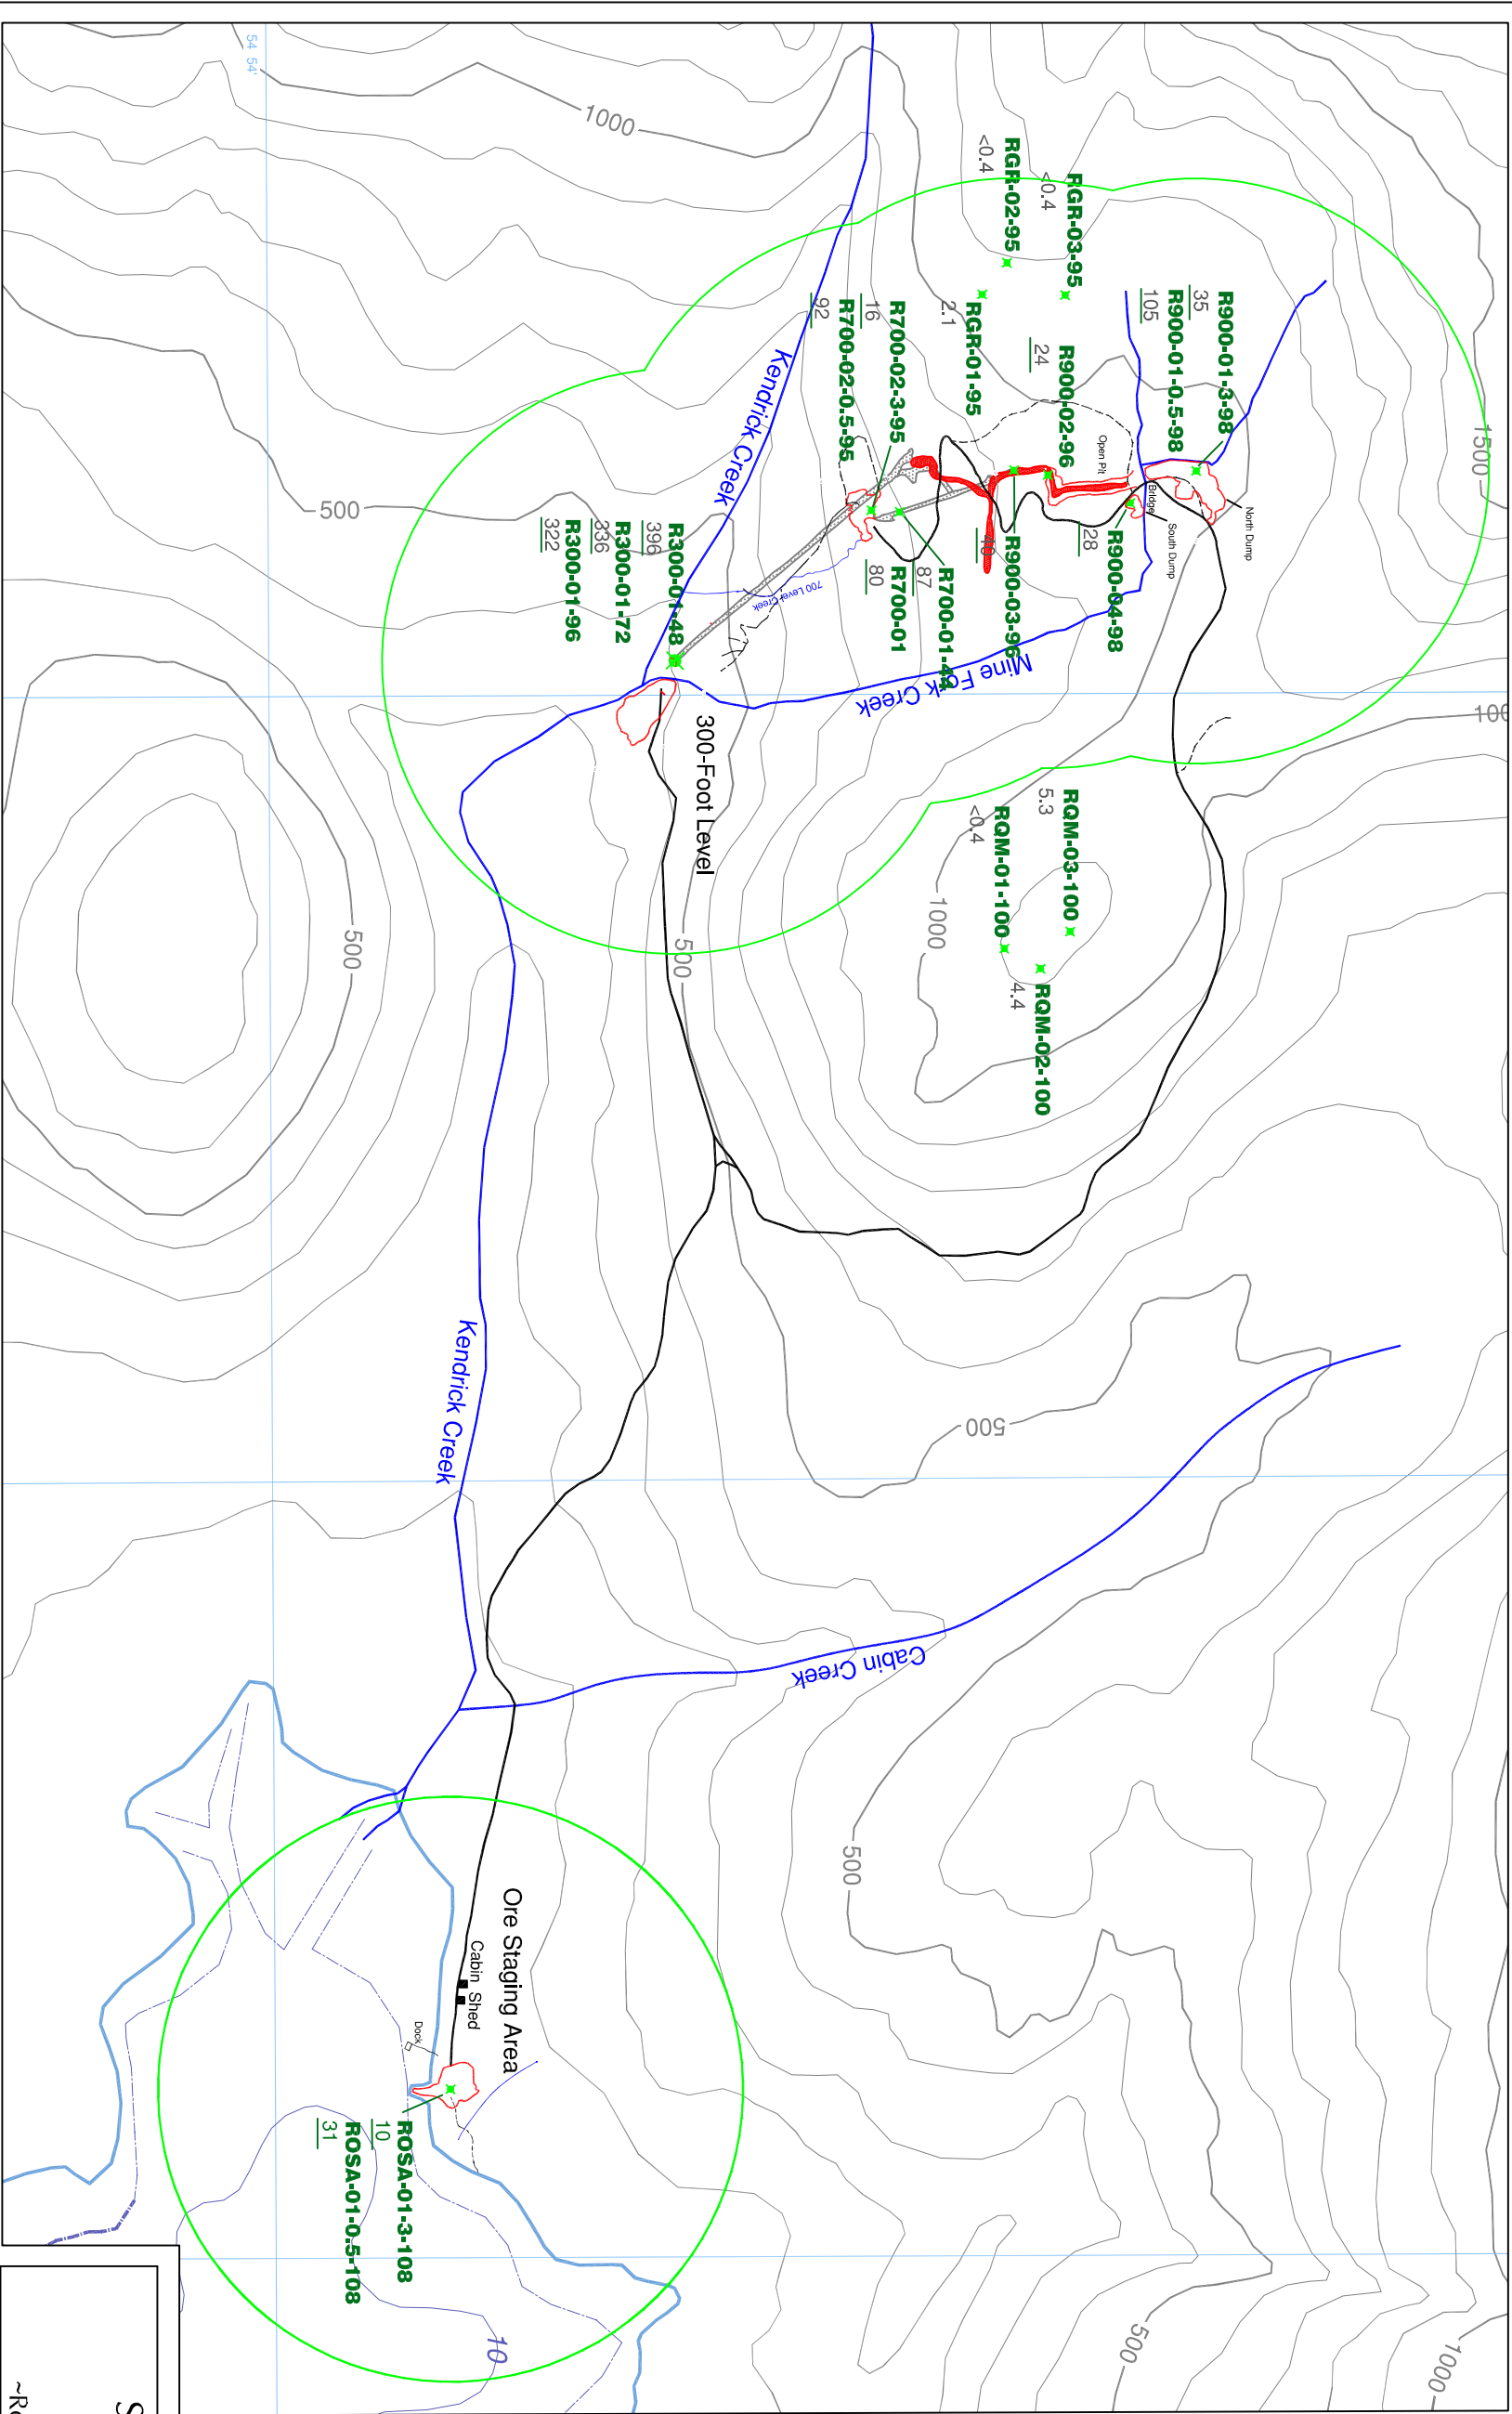 54 54'
1000
1500
RGR-02-95
<0.4
RGR-03-95
<0.4
R900-01-3-98
35
R900-01-0.5-98
105
R900-02-96
24
RGR-01-95
2.1
R700-02-3-95
16
R700-02-0.5-95
92
Kendrick Creek
Open Pit
Bridge
North Dump
South Dump
500
R300-01-48
396
R300-01-72
336
R300-01-96
322
700 Level Creek
R900-04-98
28
R900-03-96
R700-01-44
87
R700-01
80
Mine Fork Creek
300-Foot Level
100
RQM-03-100
5.3
RQM-01-100
<0.4
RQM-02-100
4.4
1000
500
500
Kendrick Creek
500
Cabin Creek
500
Ore Staging Area
Cabin
Shed
Dock
ROSA-01-3-108
10
ROSA-01-0.5-108
31
10
500
1000
S
~Ro